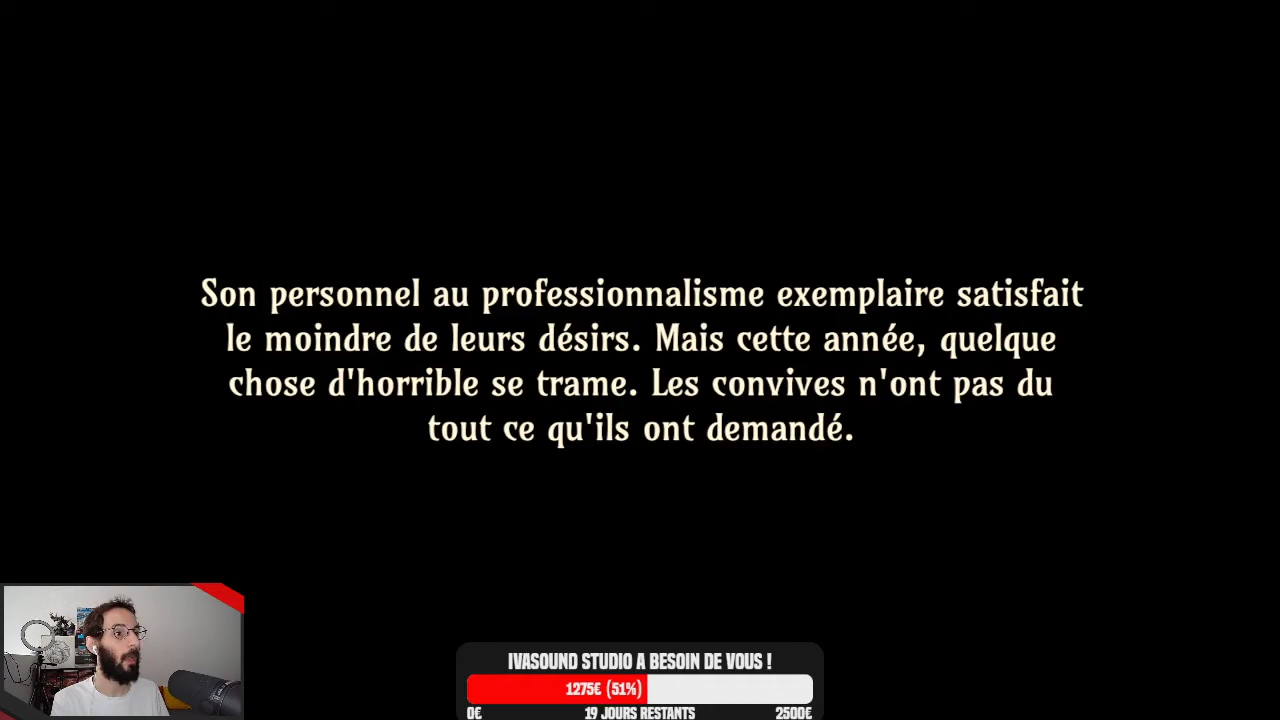 Son personnel au professionnalisme exemplaire satisfait
le moindre de leurs désirs. Mais cette année, quelque
chose d'horrible se trame. Les convives n'ont pas du
tout ce qu'ils ont demandé.
IVASOUND STUDIO A BESOIN DE VOUS !
1275€ (51%)
0€ 19 JOURS RESTANTS 2500€